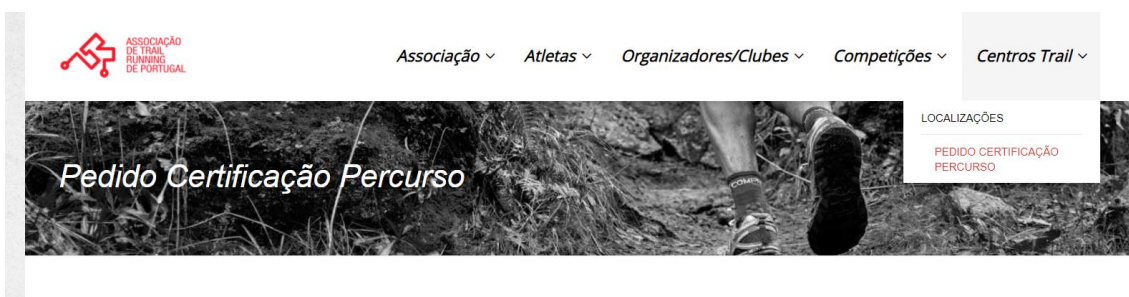 ASSOCIAÇÃO
DE TRAIL
RUNNING
DE PORTUGAL
Associação
Atletas
Organizadores/Clubes
Competições
Centros Trail
LOCALIZAÇÕES
PEDIDO CERTIFICAÇÃO
PERCURSO
Pedido Certificação Percurso